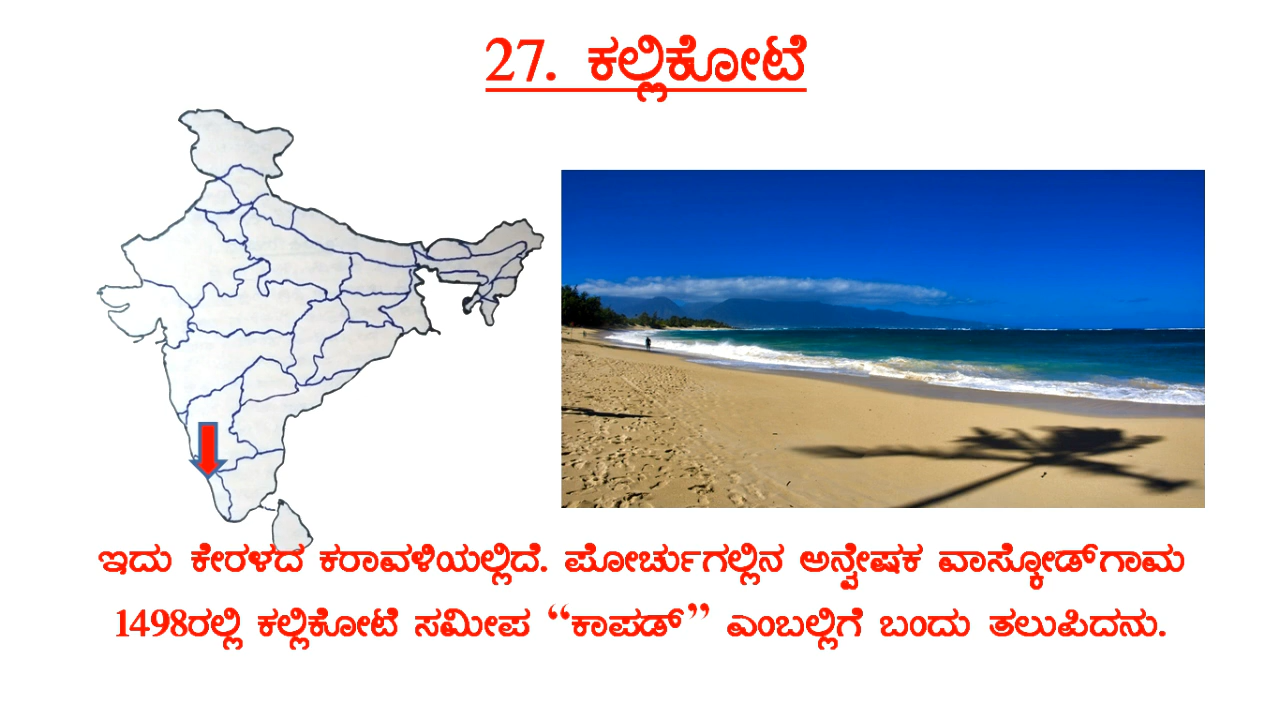 27. ಕಲ್ಲಿಕೋಟೆ
ಇದು ಕೇರಳದ ಕರಾವಳಿಯಲ್ಲಿದೆ. ಪೋರ್ಚುಗಲ್ಲಿನ ಅನ್ವೇಷಕ ವಾಸ್ಕೋಡ್‌ಗಾಮ
1498ರಲ್ಲಿ ಕಲ್ಲಿಕೋಟೆ ಸಮೀಪ “ಕಾಪಡ್” ಎಂಬಲ್ಲಿಗೆ ಬಂದು ತಲುಪಿದನು.